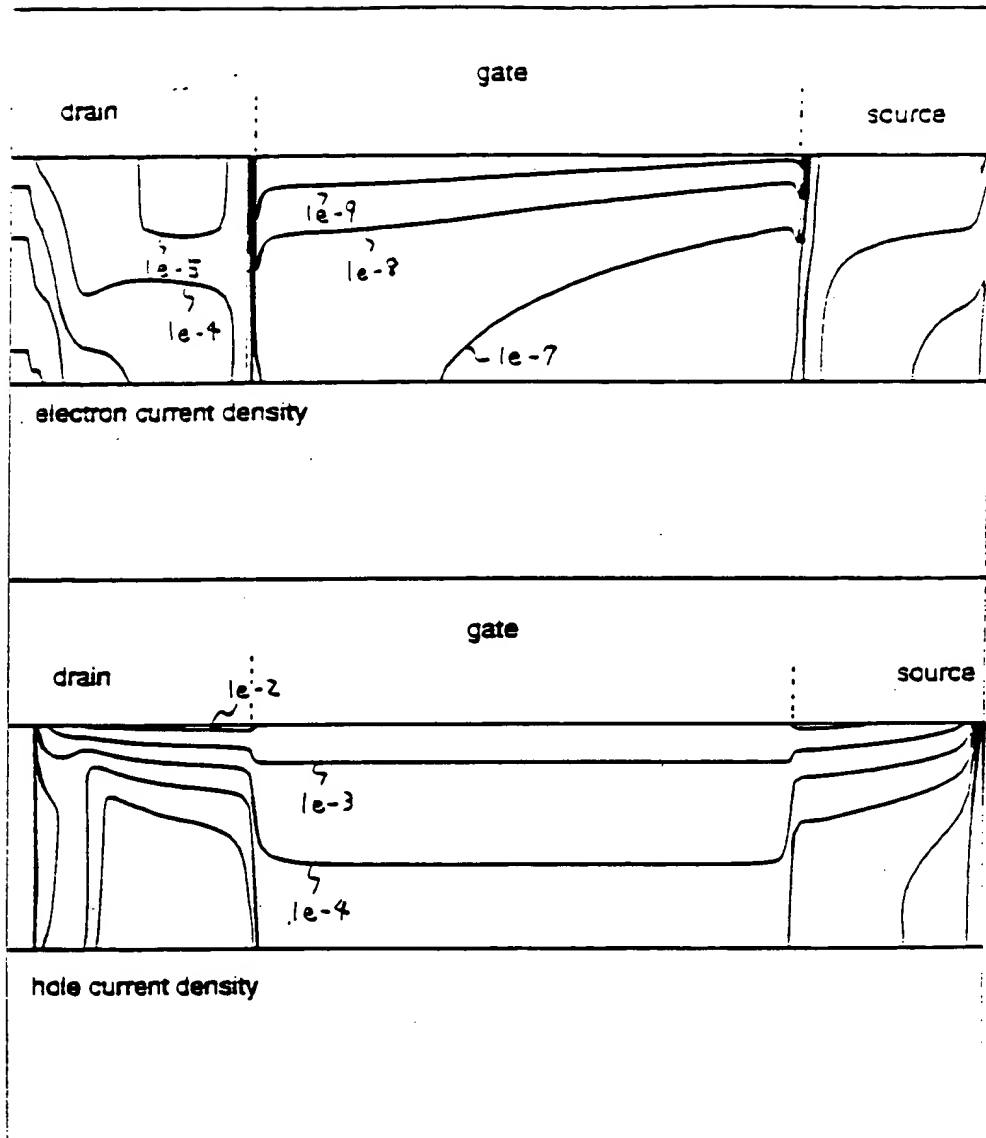 gate
drain
source
1e-9
1e-8
1e-5
1e-4
1e-7
electron current density
gate
drain
source
1e-2
1e-3
1e-4
hole current density